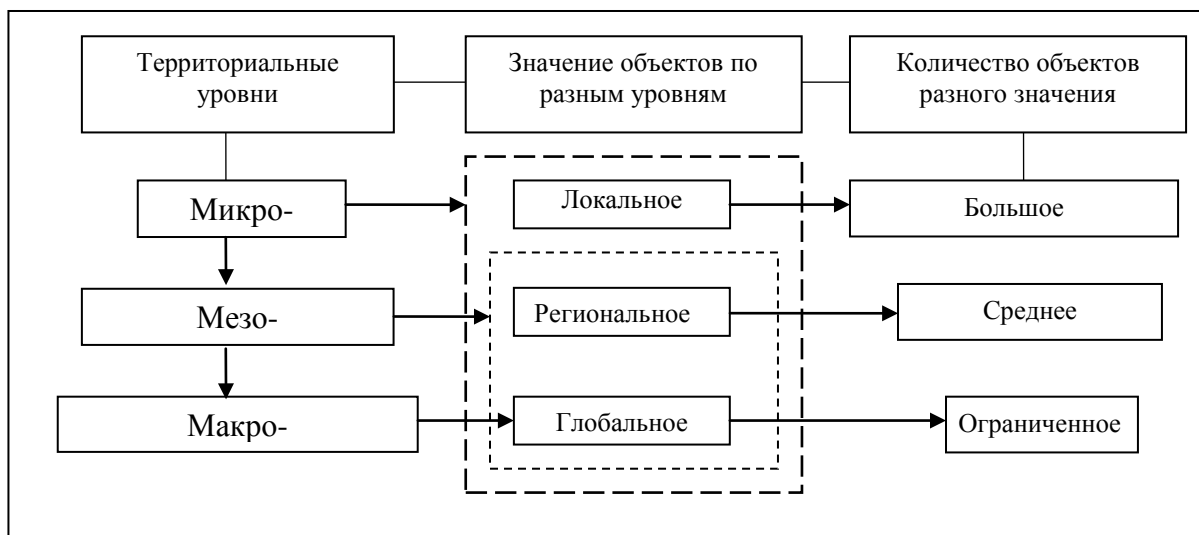 Территориальные
уровни
Значение объектов по
разным уровням
Количество объектов
разного значения
Микро-
Локальное
Большое
Мезо-
Региональное
Среднее
Макро-
Глобальное
Ограниченное